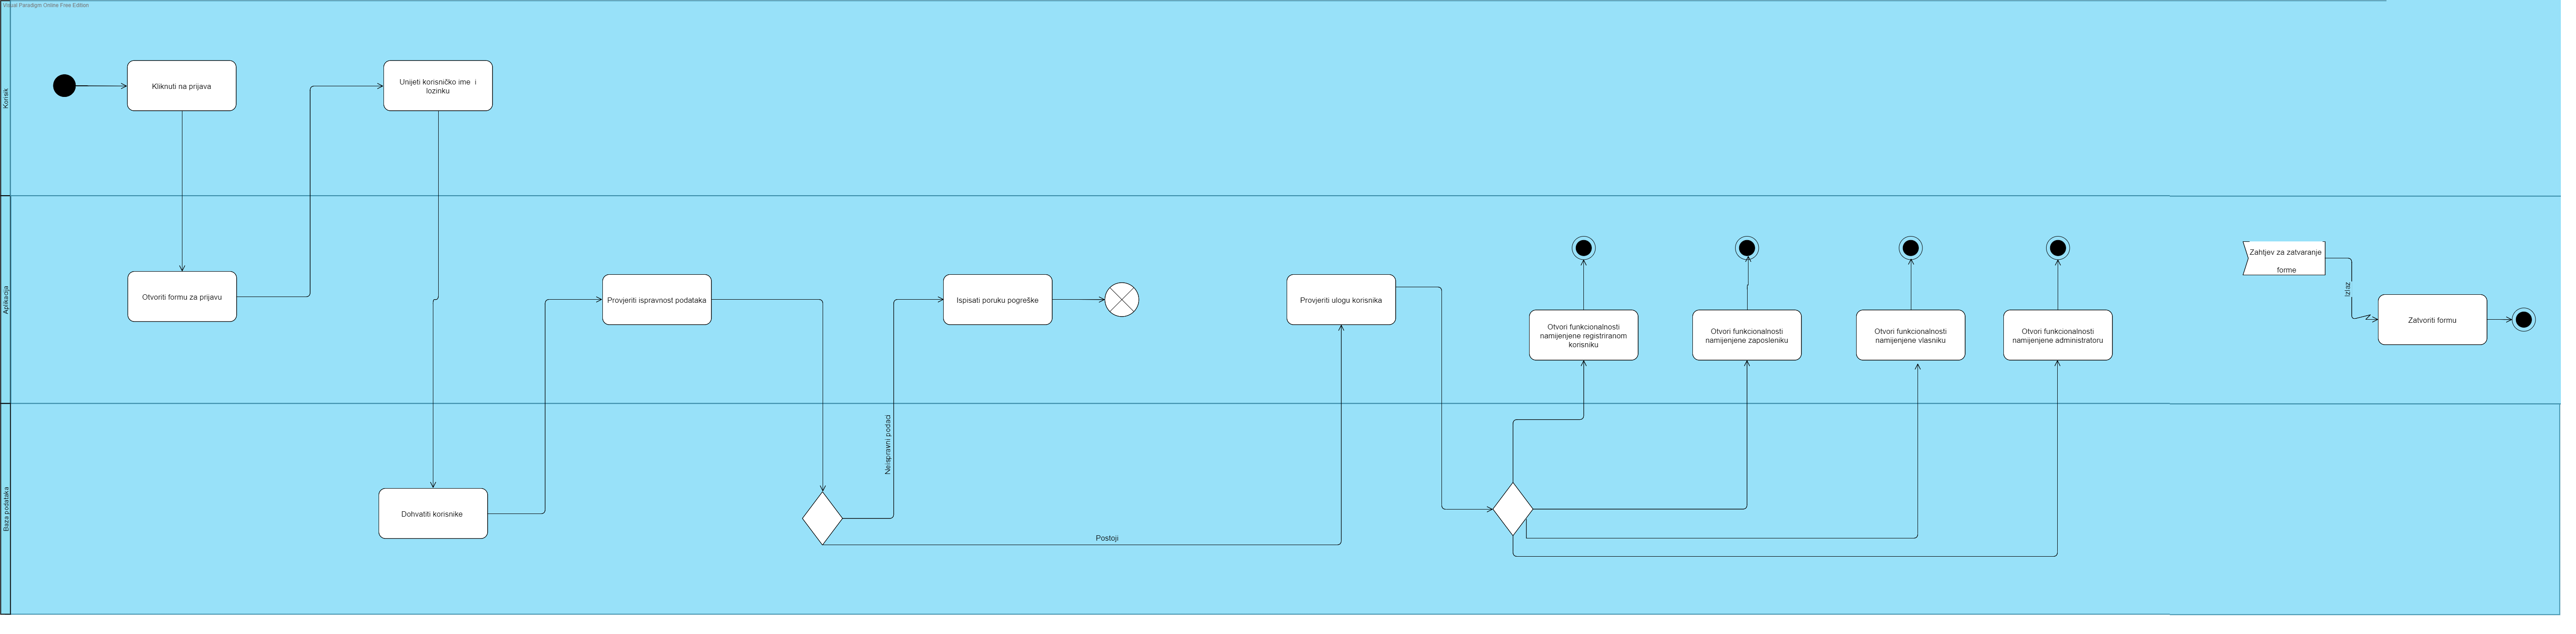 Visual Paradigm Online Free Edition
Korisik
Kliknuti na prijava
Unijeti korisničko ime i
lozinku
Aplikacija
Otvoriti formu za prijavu
Provjeriti ispravnost podataka
Ispisati poruku pogreške
Provjeriti ulogu korisnika
Otvori funkcionalnosti
namijenjene registriranom
korisniku
Otvori funkcionalnosti
namijenjene zaposleniku
Otvori funkcionalnosti
namijenjene vlasniku
Otvori funkcionalnosti
namijenjene administratoru
Zahtjev za zatvaranje
forme
Izlaz
Zatvoriti formu
Baza podataka
Dohvatiti korisnike
Neispravni podaci
Postoji